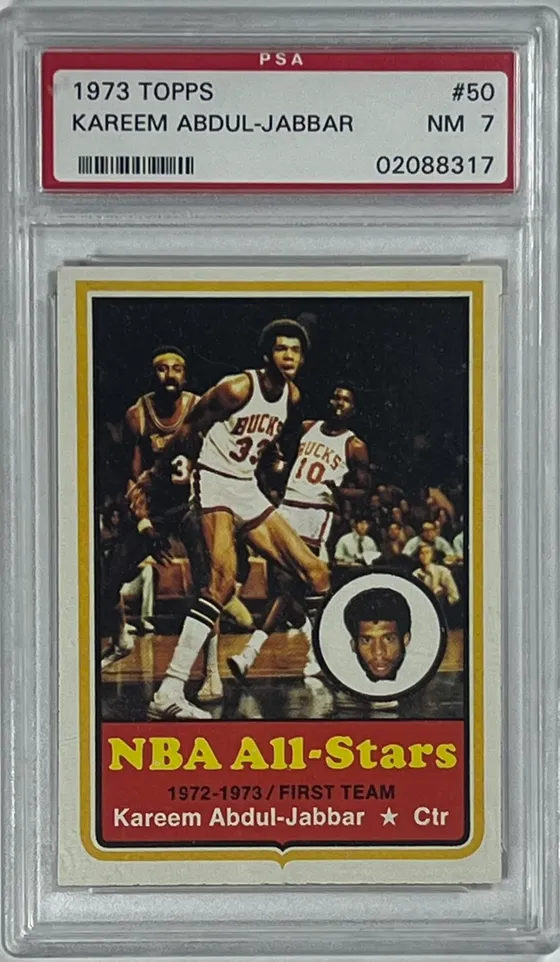 PSA
1973 TOPPS #50
KAREEM ABDUL-JABBAR NM 7
02088317
BUCKS
33
BUCKS
10
3
NBA All-Stars
1972-1973 / FIRST TEAM
Kareem Abdul-Jabbar ★ Ctr